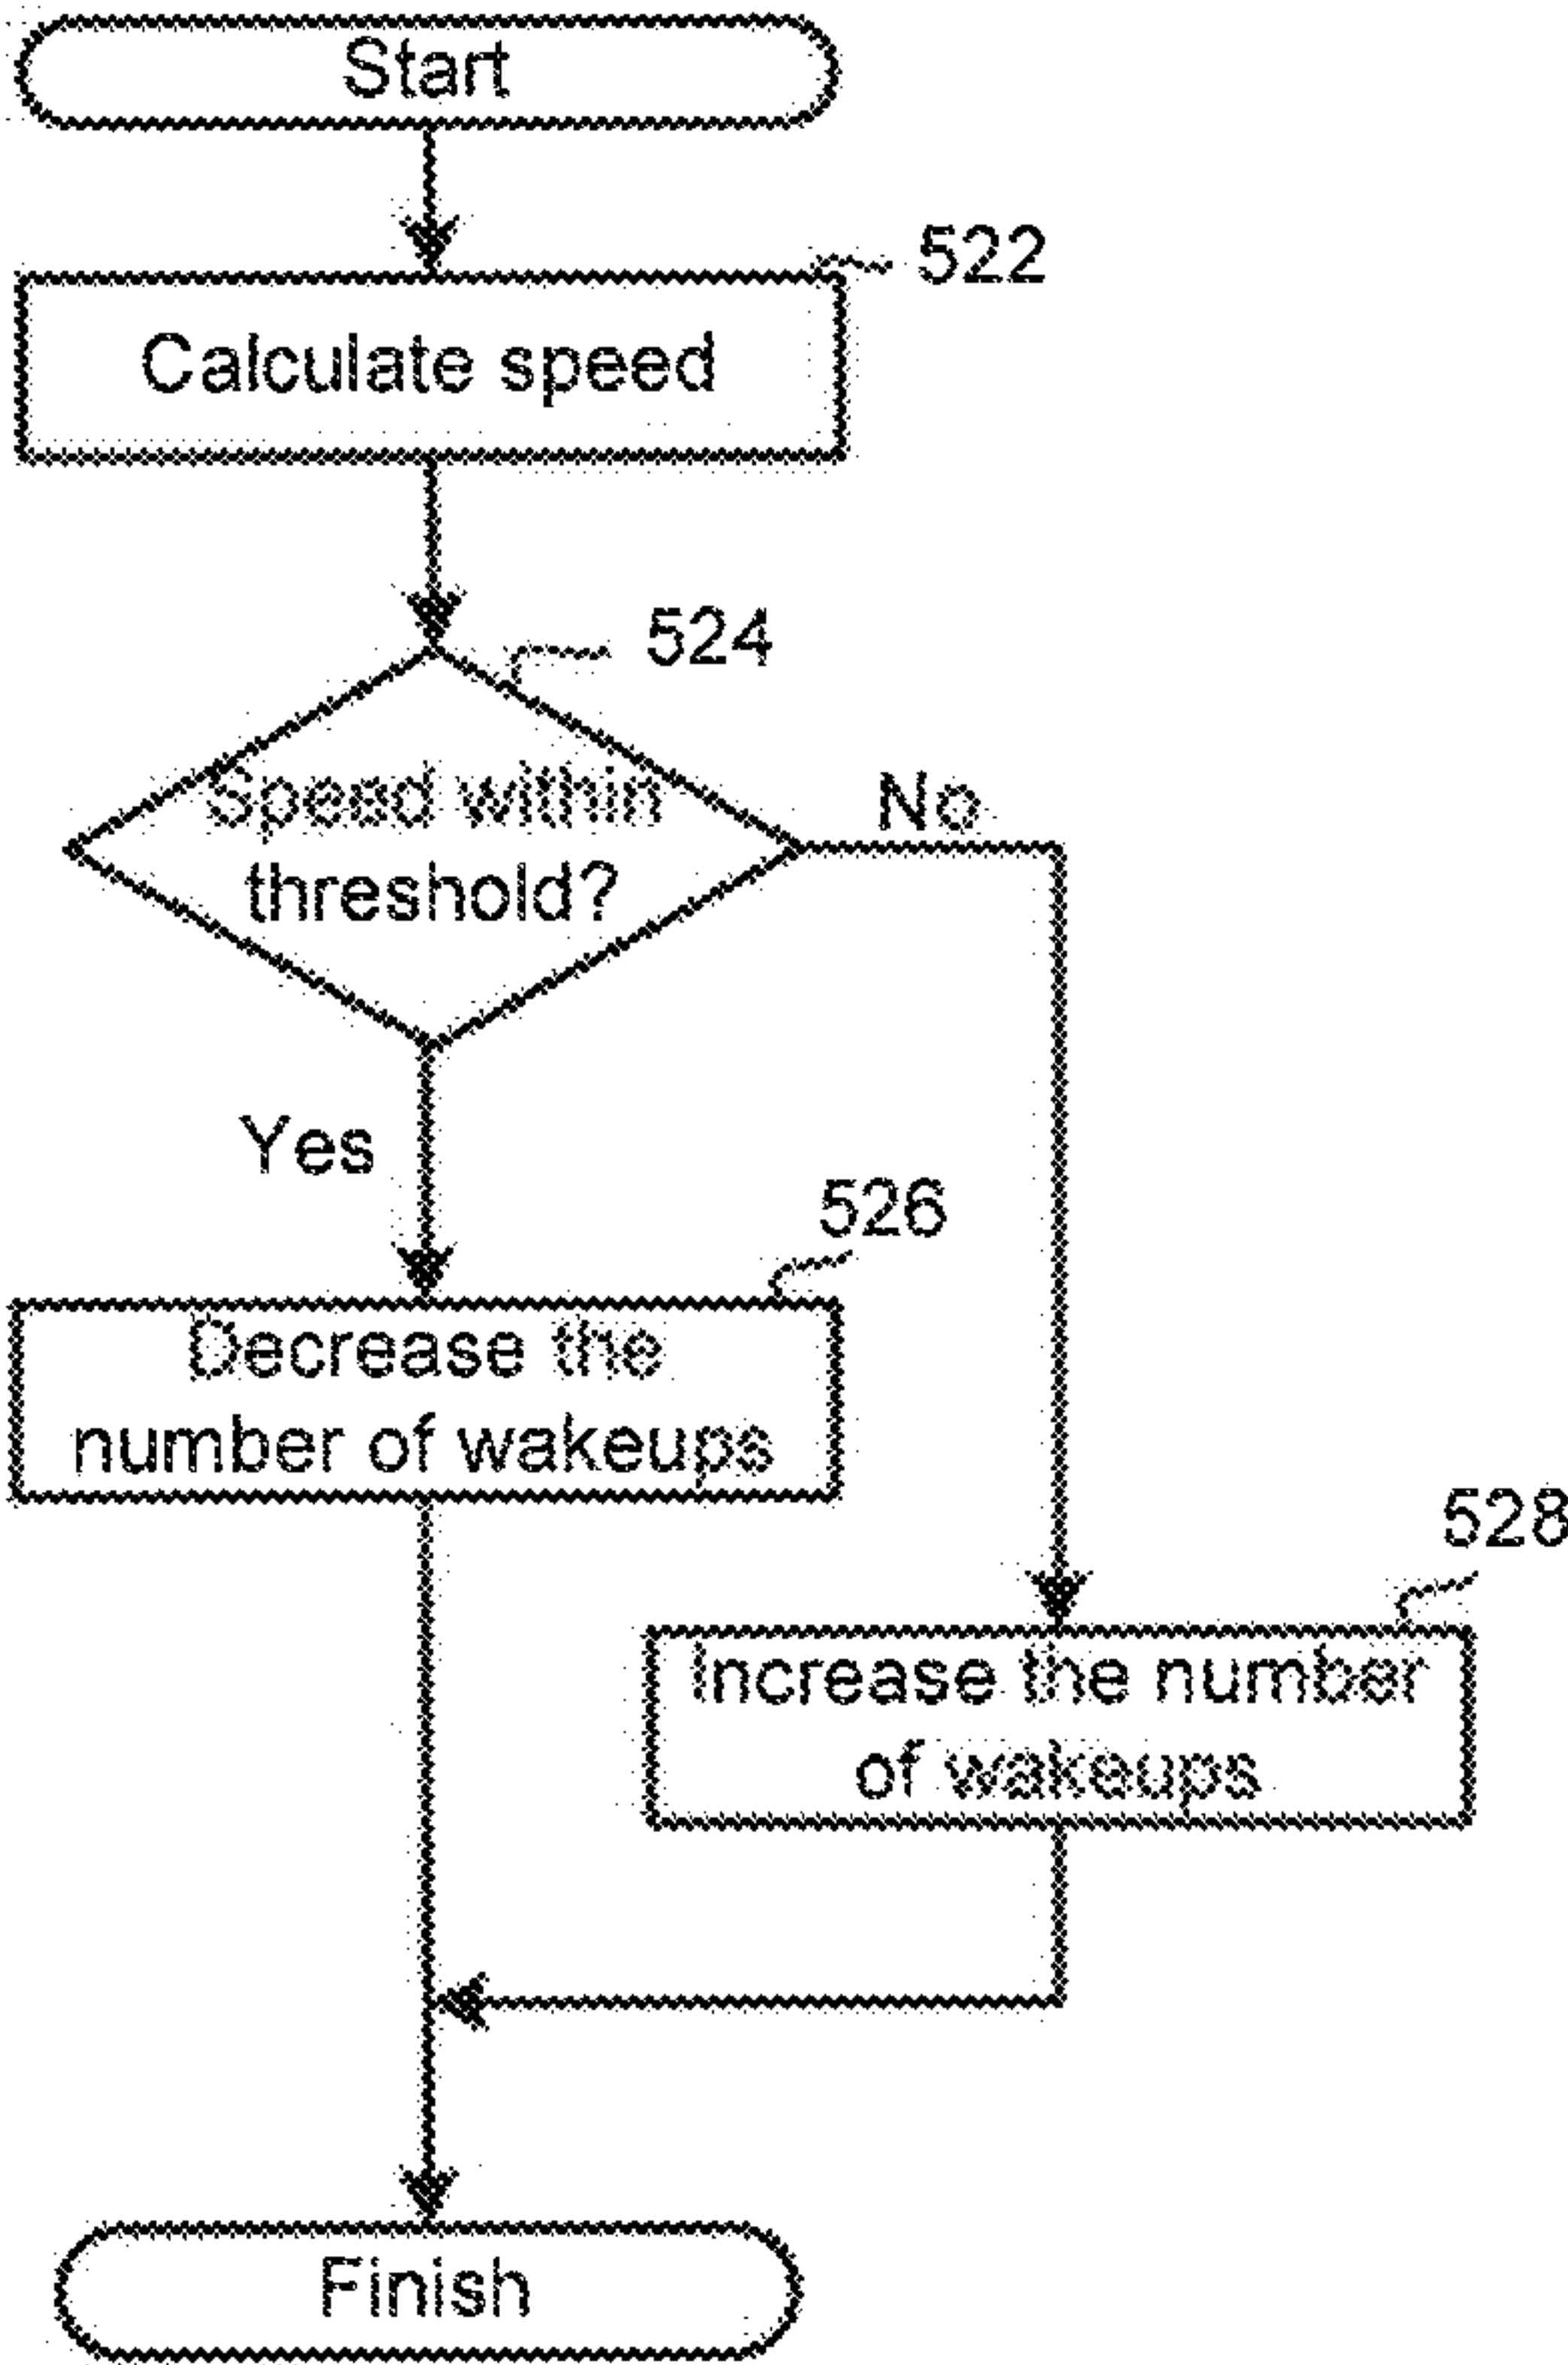 Start
522
Calculate speed
524
Speed within
threshold?
No
Yes
526
Decrease the
number of wakeups
528
Increase the number
of wakeups
Finish